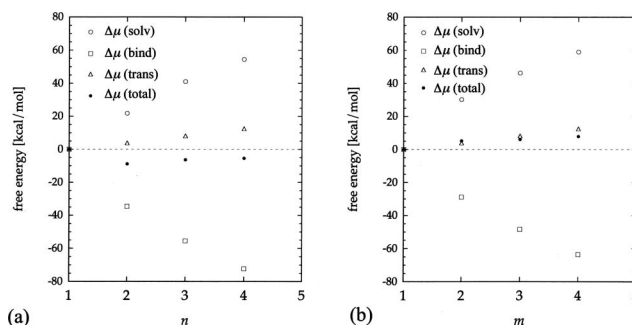 80
60
40
20
0
-20
-40
-60
-80
free energy [kcal/mol]
Δμ (solv)
Δμ (bind)
Δμ (trans)
Δμ (total)
1 2 3 4 5
n
(a)
80
60
40
20
0
-20
-40
-60
-80
free energy [kcal/mol]
Δμ (solv)
Δμ (bind)
Δμ (trans)
Δμ (total)
1 2 3 4
m
(b)